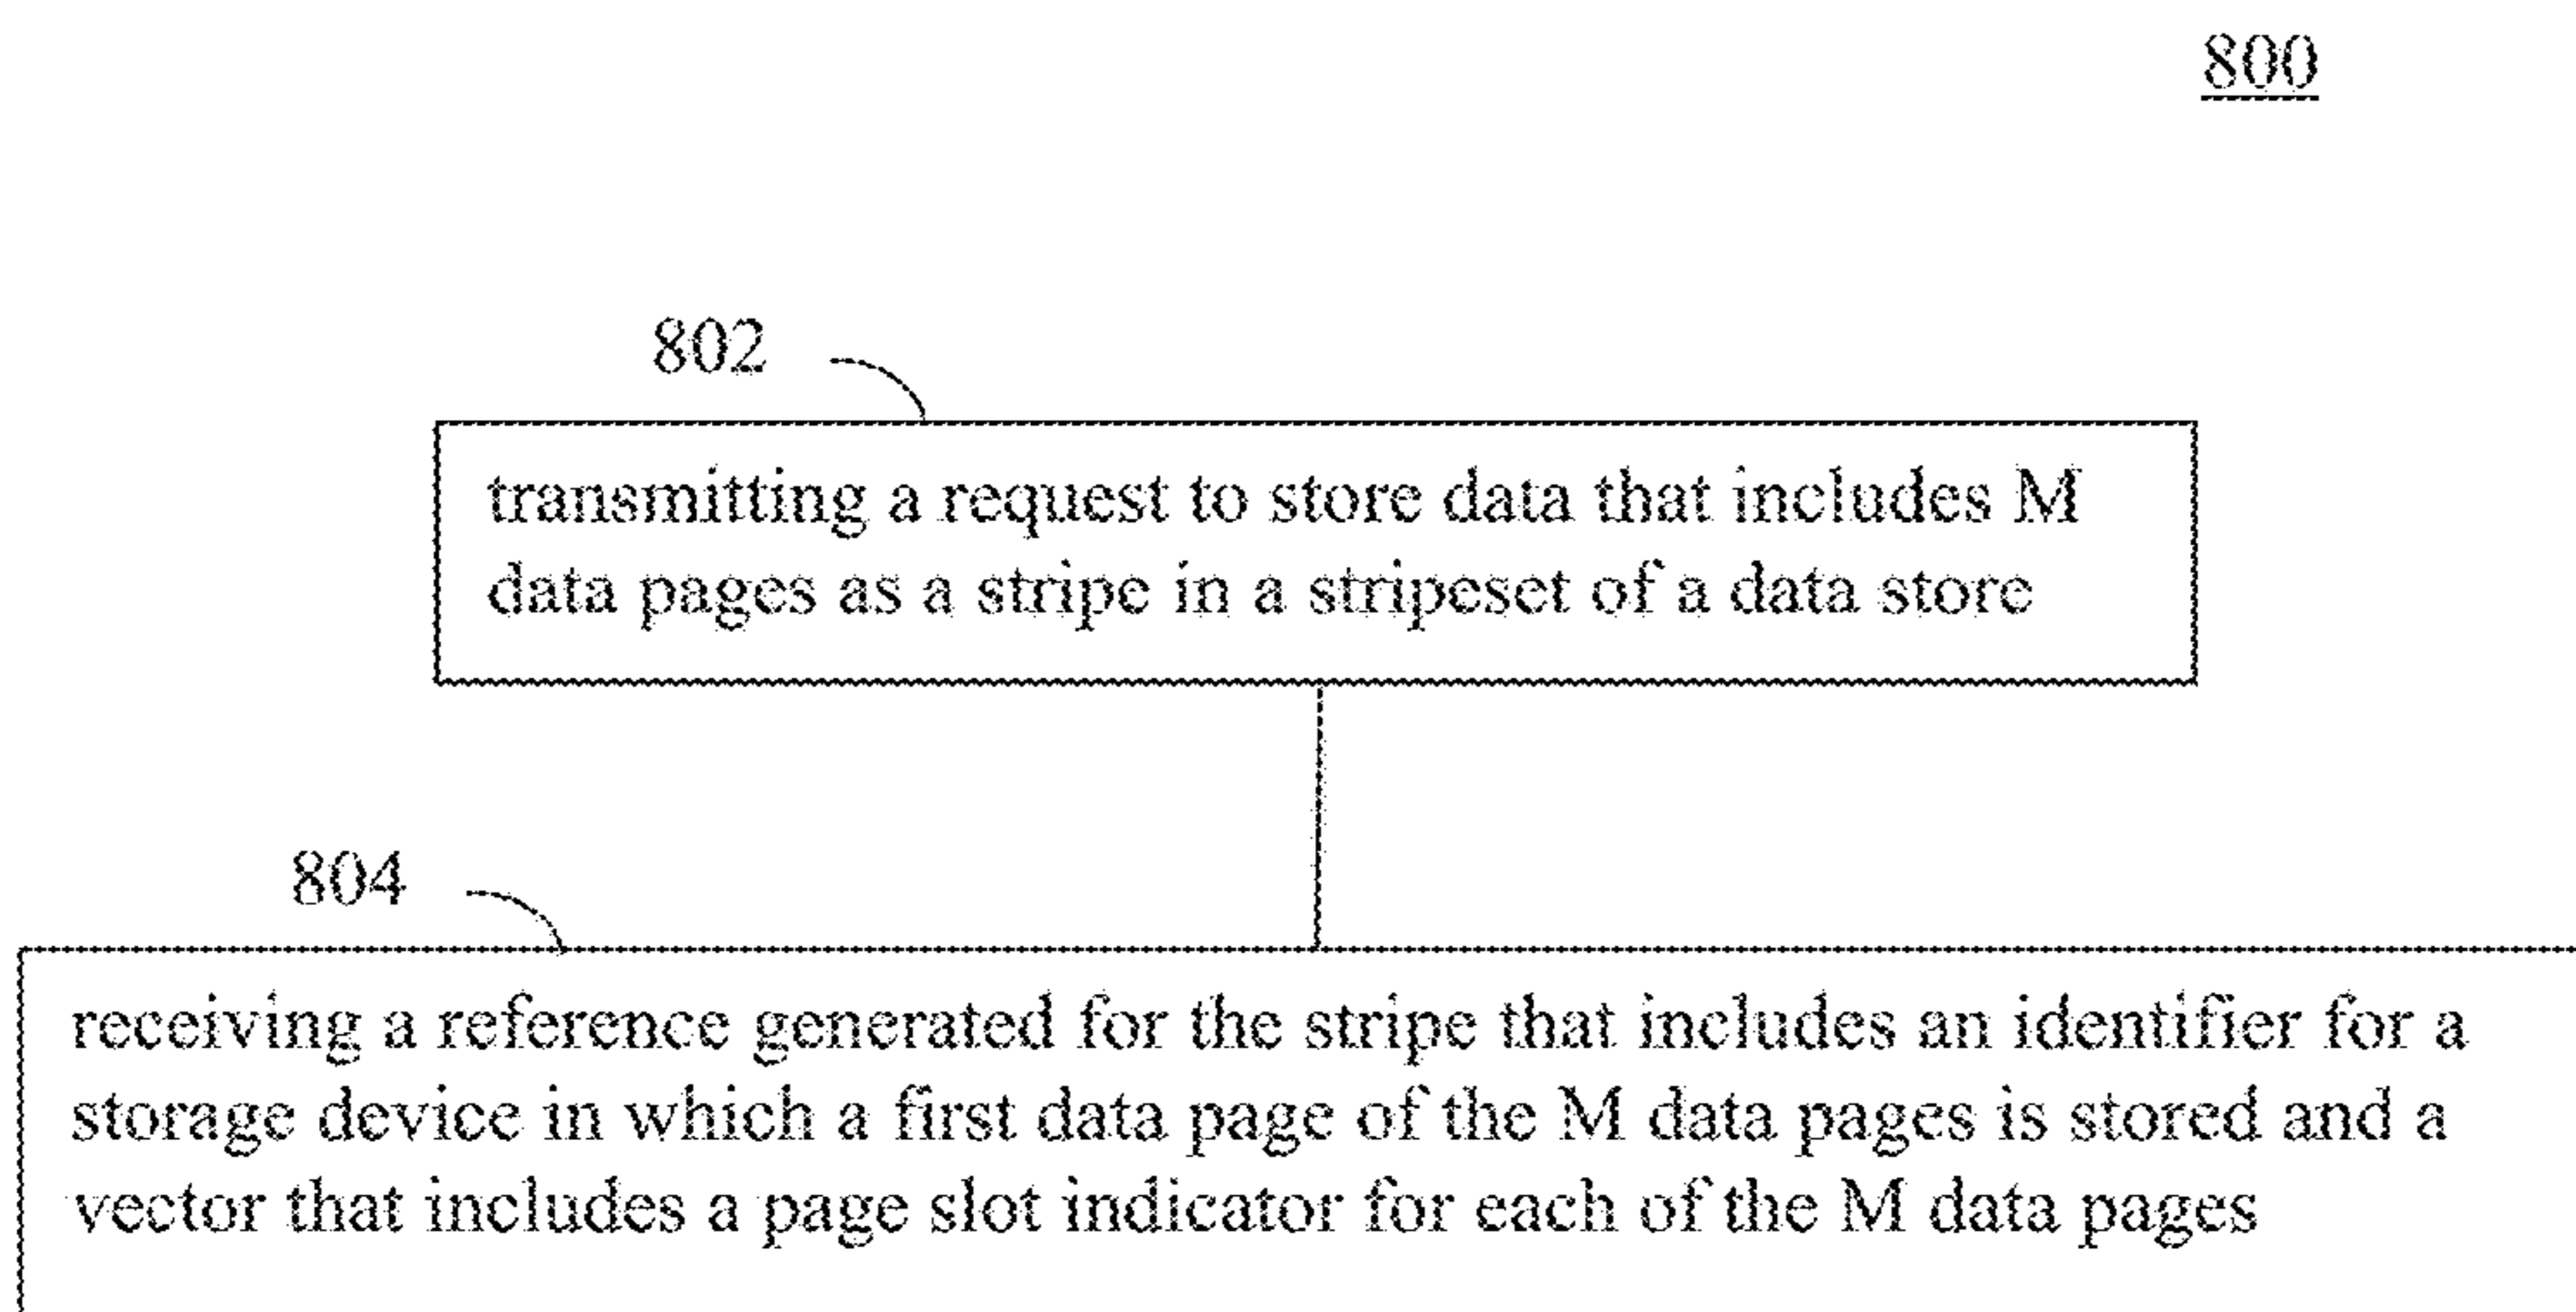 800
802
transmitting a request to store data that includes M
data pages as a stripe in a stripeset of a data store
804
receiving a reference generated for the stripe that includes an identifier for a
storage device in which a first data page of the M data pages is stored and a
vector that includes a page slot indicator for each of the M data pages